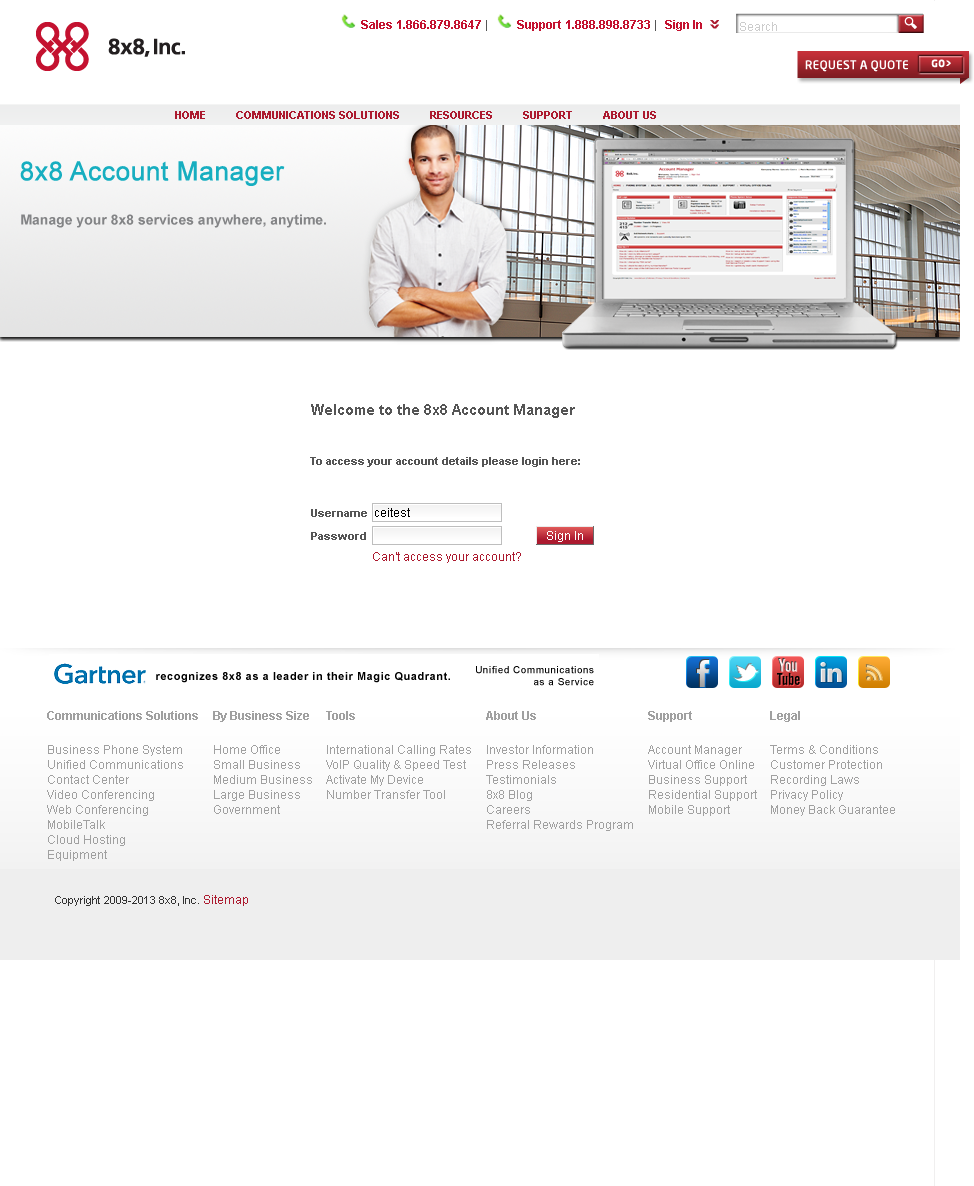 8x8, Inc.
Sales 1.866.879.8647 |
Support 1.888.898.8733 |
Sign In
Search
REQUEST A QUOTE
GO>
HOME
COMMUNICATIONS SOLUTIONS
RESOURCES
SUPPORT
ABOUT US
8x8 Account Manager
Manage your 8x8 services anywhere, anytime.
Account Manager
Welcome to the 8x8 Account Manager
To access your account details please login here:
Username ceitest
Password
Sign In
Can't access your account?
Gartner recognizes 8x8 as a leader in their Magic Quadrant.
Unified Communications
as a Service
You
Tube
in
Communications Solutions
Business Phone System
Unified Communications
Contact Center
Video Conferencing
Web Conferencing
MobileTalk
Cloud Hosting
Equipment
By Business Size
Home Office
Small Business
Medium Business
Large Business
Government
Tools
International Calling Rates
VoIP Quality & Speed Test
Activate My Device
Number Transfer Tool
About Us
Investor Information
Press Releases
Testimonials
8x8 Blog
Careers
Referral Rewards Program
Support
Account Manager
Virtual Office Online
Business Support
Residential Support
Mobile Support
Legal
Terms & Conditions
Customer Protection
Recording Laws
Privacy Policy
Money Back Guarantee
Copyright 2009-2013 8x8, Inc. Sitemap